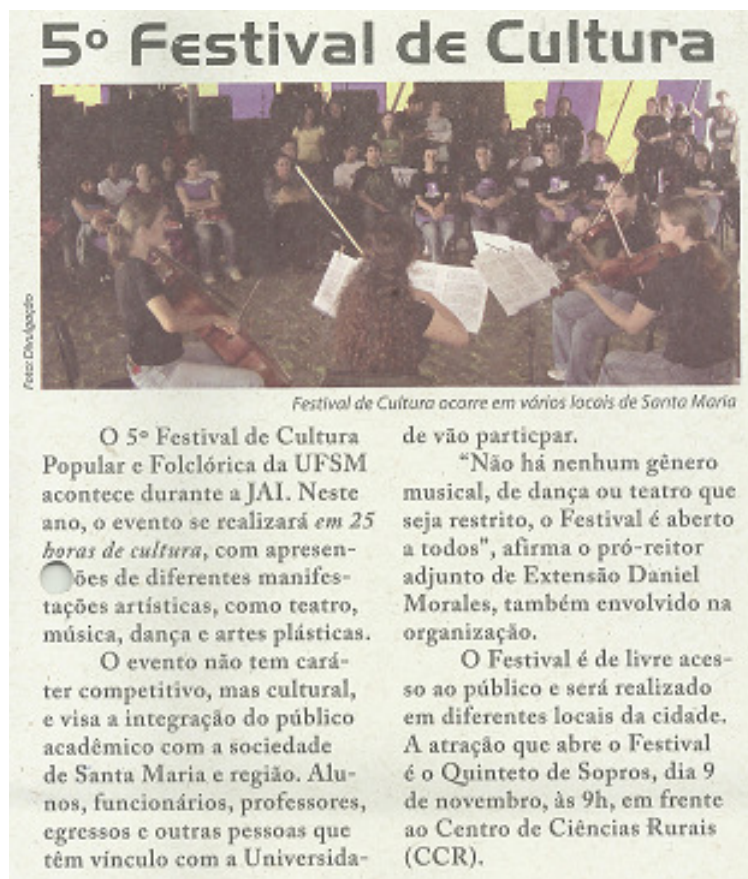 5º Festival de Cultura
Foto: Divulgação
Festival de Cultura ocorre em vários locais de Santa Maria
O 5º Festival de Cultura
Popular e Folclórica da UFSM
acontece durante a JAI. Neste
ano, o evento se realizará em 25
horas de cultura, com apresen-
ões de diferentes manifes-
tações artísticas, como teatro,
música, dança e artes plásticas.
O evento não tem cará-
ter competitivo, mas cultural,
e visa a integração do público
acadêmico com a sociedade
de Santa Maria e região. Alu-
nos, funcionários, professores,
egressos e outras pessoas que
têm vínculo com a Universida-
de vão particpar.
“Não há nenhum gênero
musical, de dança ou teatro que
seja restrito, o Festival é aberto
a todos", afirma o pró-reitor
adjunto de Extensão Daniel
Morales, também envolvido na
organização.
O Festival é de livre aces-
so ao público e será realizado
em diferentes locais da cidade.
A atração que abre o Festival
é o Quinteto de Sopros, dia 9
de novembro, às 9h, em frente
ao Centro de Ciências Rurais
(CCR).